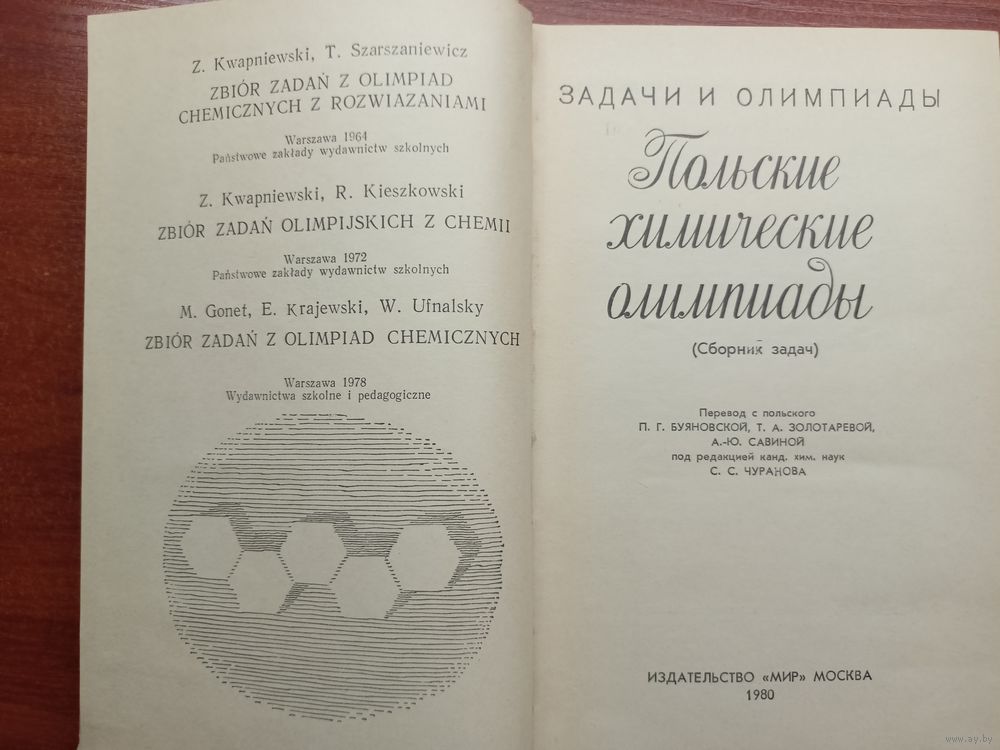 Z. Kwapniewski, T. Szarszaniewicz
ZBIÓR ZADAŃ Z OLIMPIAD
CHEMICZNYCH Z ROZWIAZANIAMI
Warszawa 1964
Państwowe zakłady wydawnictw szkolnych
Z. Kwapniewski, R. Kieszkowski
ZBIÓR ZADAŃ OLIMPIJSKICH Z CHEMII
Warszawa 1972
Państwowe zakłady wydawnictw szkolnych
M. Gonet, E. Krajewski, W. Ufnalsky
ZBIÓR ZADAŃ Z OLIMPIAD CHEMICZNYCH
Warszawa 1978
Wydawnictwa szkolne i pedagogiczne
ЗАДАЧИ И ОЛИМПИАДЫ
Польские
химические
олимпиады
(Сборник задач)
Перевод с польского
П. Г. БУЯНОВСКОЙ, Т. А. ЗОЛОТАРЕВОЙ,
А.-Ю. САВИНОЙ
под редакцией канд. хим. наук
С. С. ЧУРАНОВА
ИЗДАТЕЛЬСТВО «МИР» МОСКВА
1980
www.ay.by